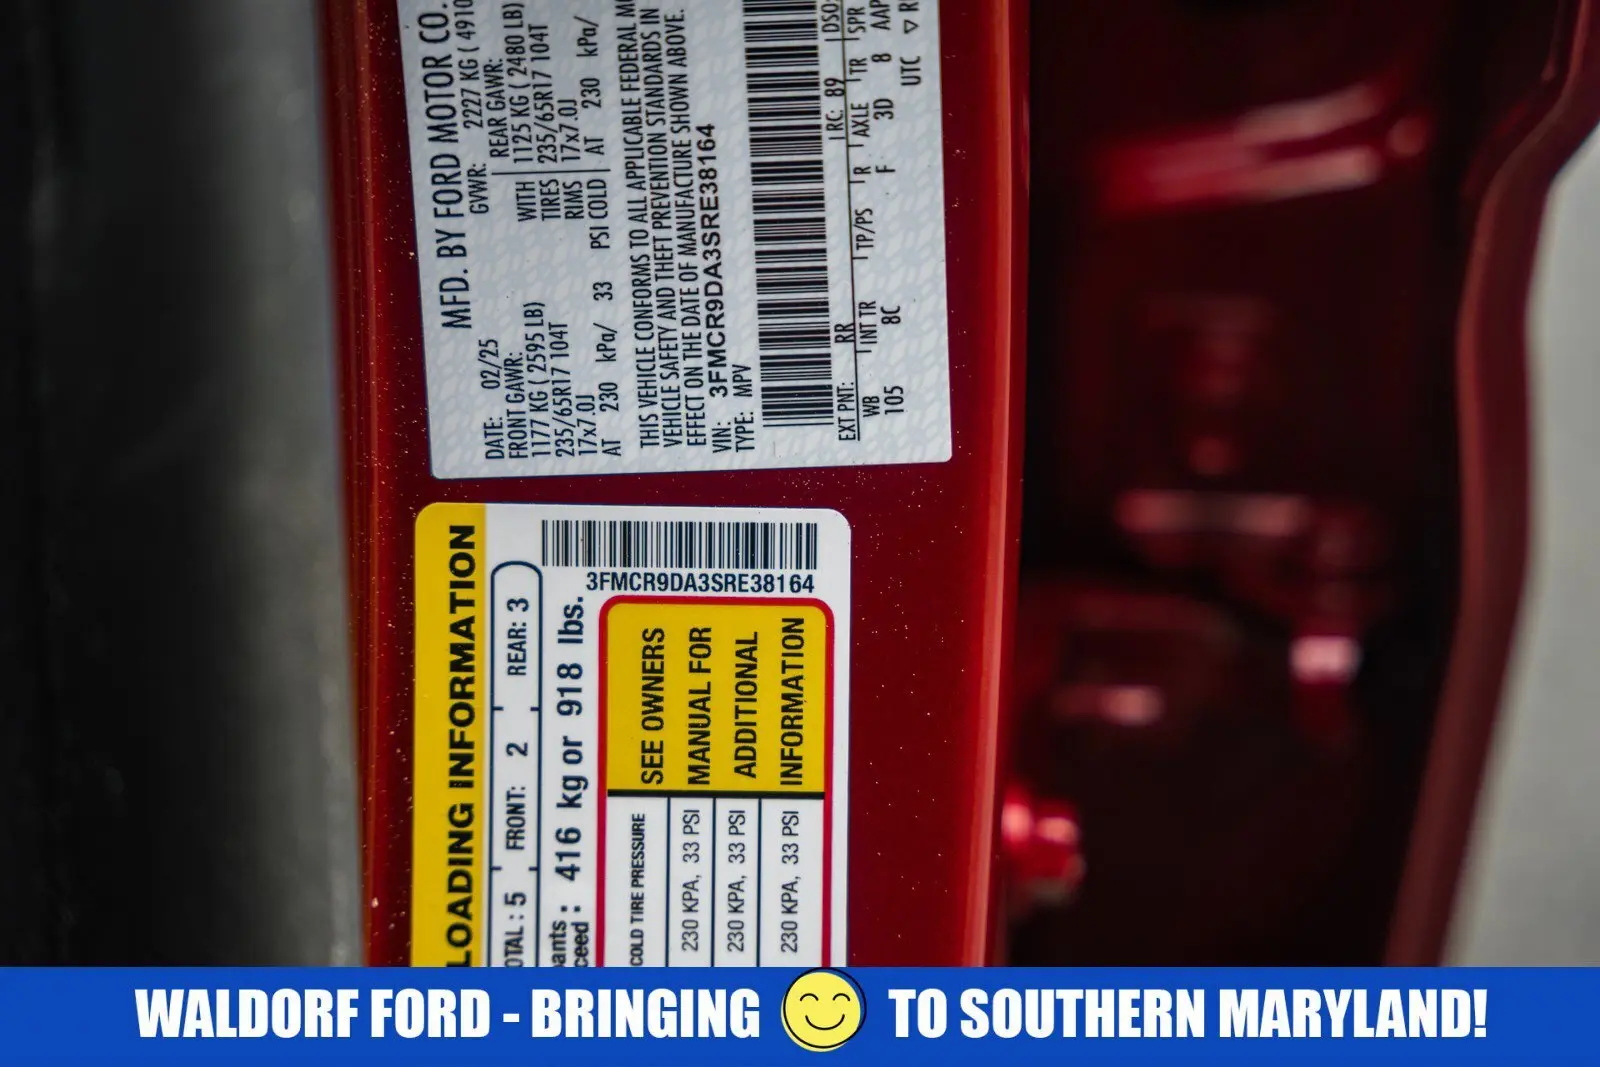 MFD. BY FORD MOTOR CO.
DATE: 02/25
GVWR: 2227 KG ( 4910
FRONT GAWR:
REAR GAWR:
1177 KG ( 2595 LB)
WITH
1125 KG ( 2480 LB)
235/65R17 104T
TIRES
235/65R17 104T
17x7.0J
RIMS
17x7.0J
AT 230 kPa/ 33 PSI COLD
AT 230 kPa/
THIS VEHICLE CONFORMS TO ALL APPLICABLE FEDERAL
VEHICLE SAFETY AND THEFT PREVENTION STANDARDS IN
EFFECT ON THE DATE OF MANUFACTURE SHOWN ABOVE.
VIN: 3FMCR9DA3SRE38164
TYPE: MPV
EXT PNT: RR RC: 89 DSO:
WB INT TR TP/PS R AXLE TR SPR
105 8C F 3D 8 AAP
UTC
LOADING INFORMATION
OTAL : 5 FRONT: 2 REAR: 3
pants :
ceed : 416 kg or 918 lbs.
3FMCR9DA3SRE38164
COLD TIRE PRESSURE
230 KPA, 33 PSI
230 KPA, 33 PSI
230 KPA, 33 PSI
SEE OWNERS
MANUAL FOR
ADDITIONAL
INFORMATION
WALDORF FORD - BRINGING TO SOUTHERN MARYLAND!